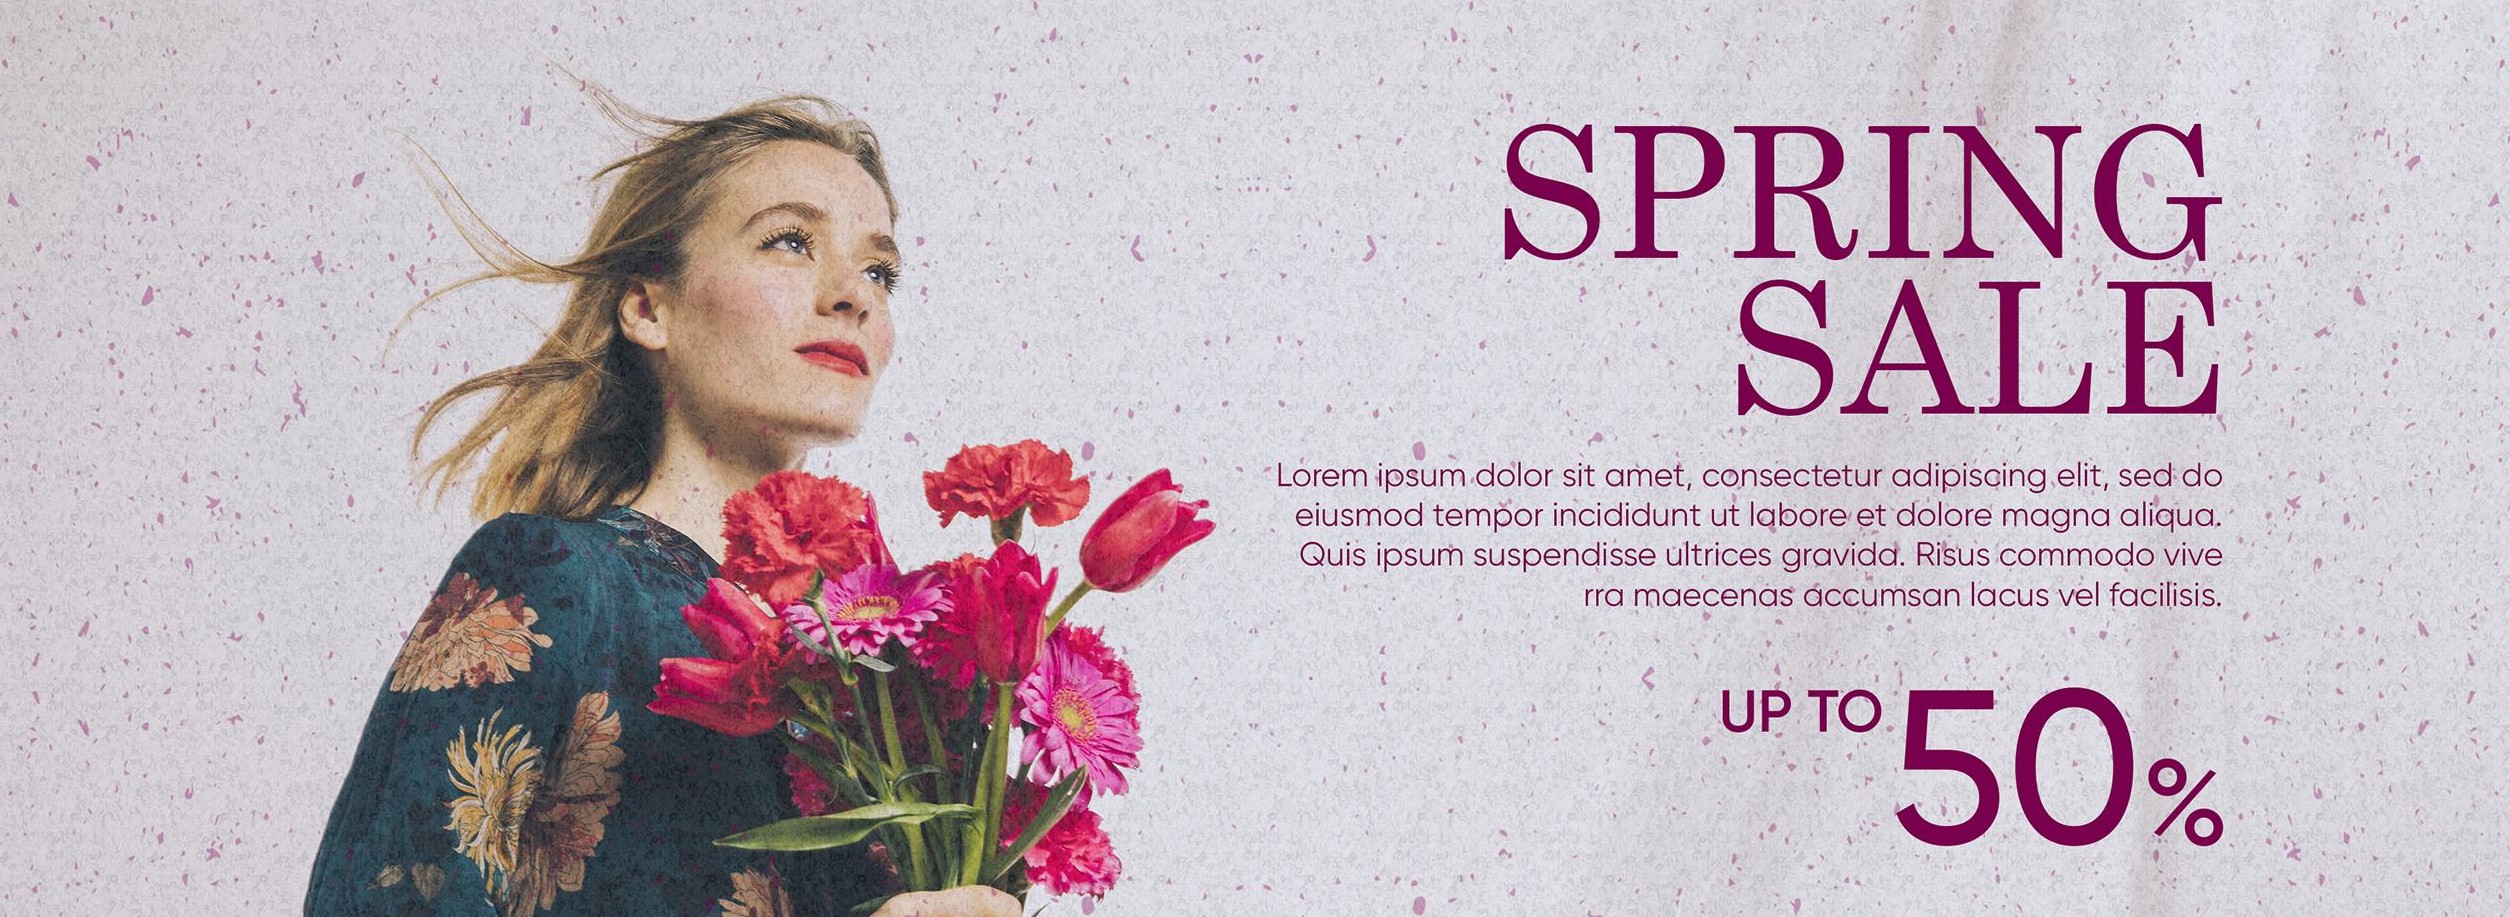 SPRING
SALE
Lorem ipsum dolor sit amet, consectetur adipiscing elit, sed do
eiusmod tempor incididunt ut labore et dolore magna aliqua.
Quis ipsum suspendisse ultrices gravida. Risus commodo vive
rra maecenas accumsan lacus vel facilisis.
UP TO 50%